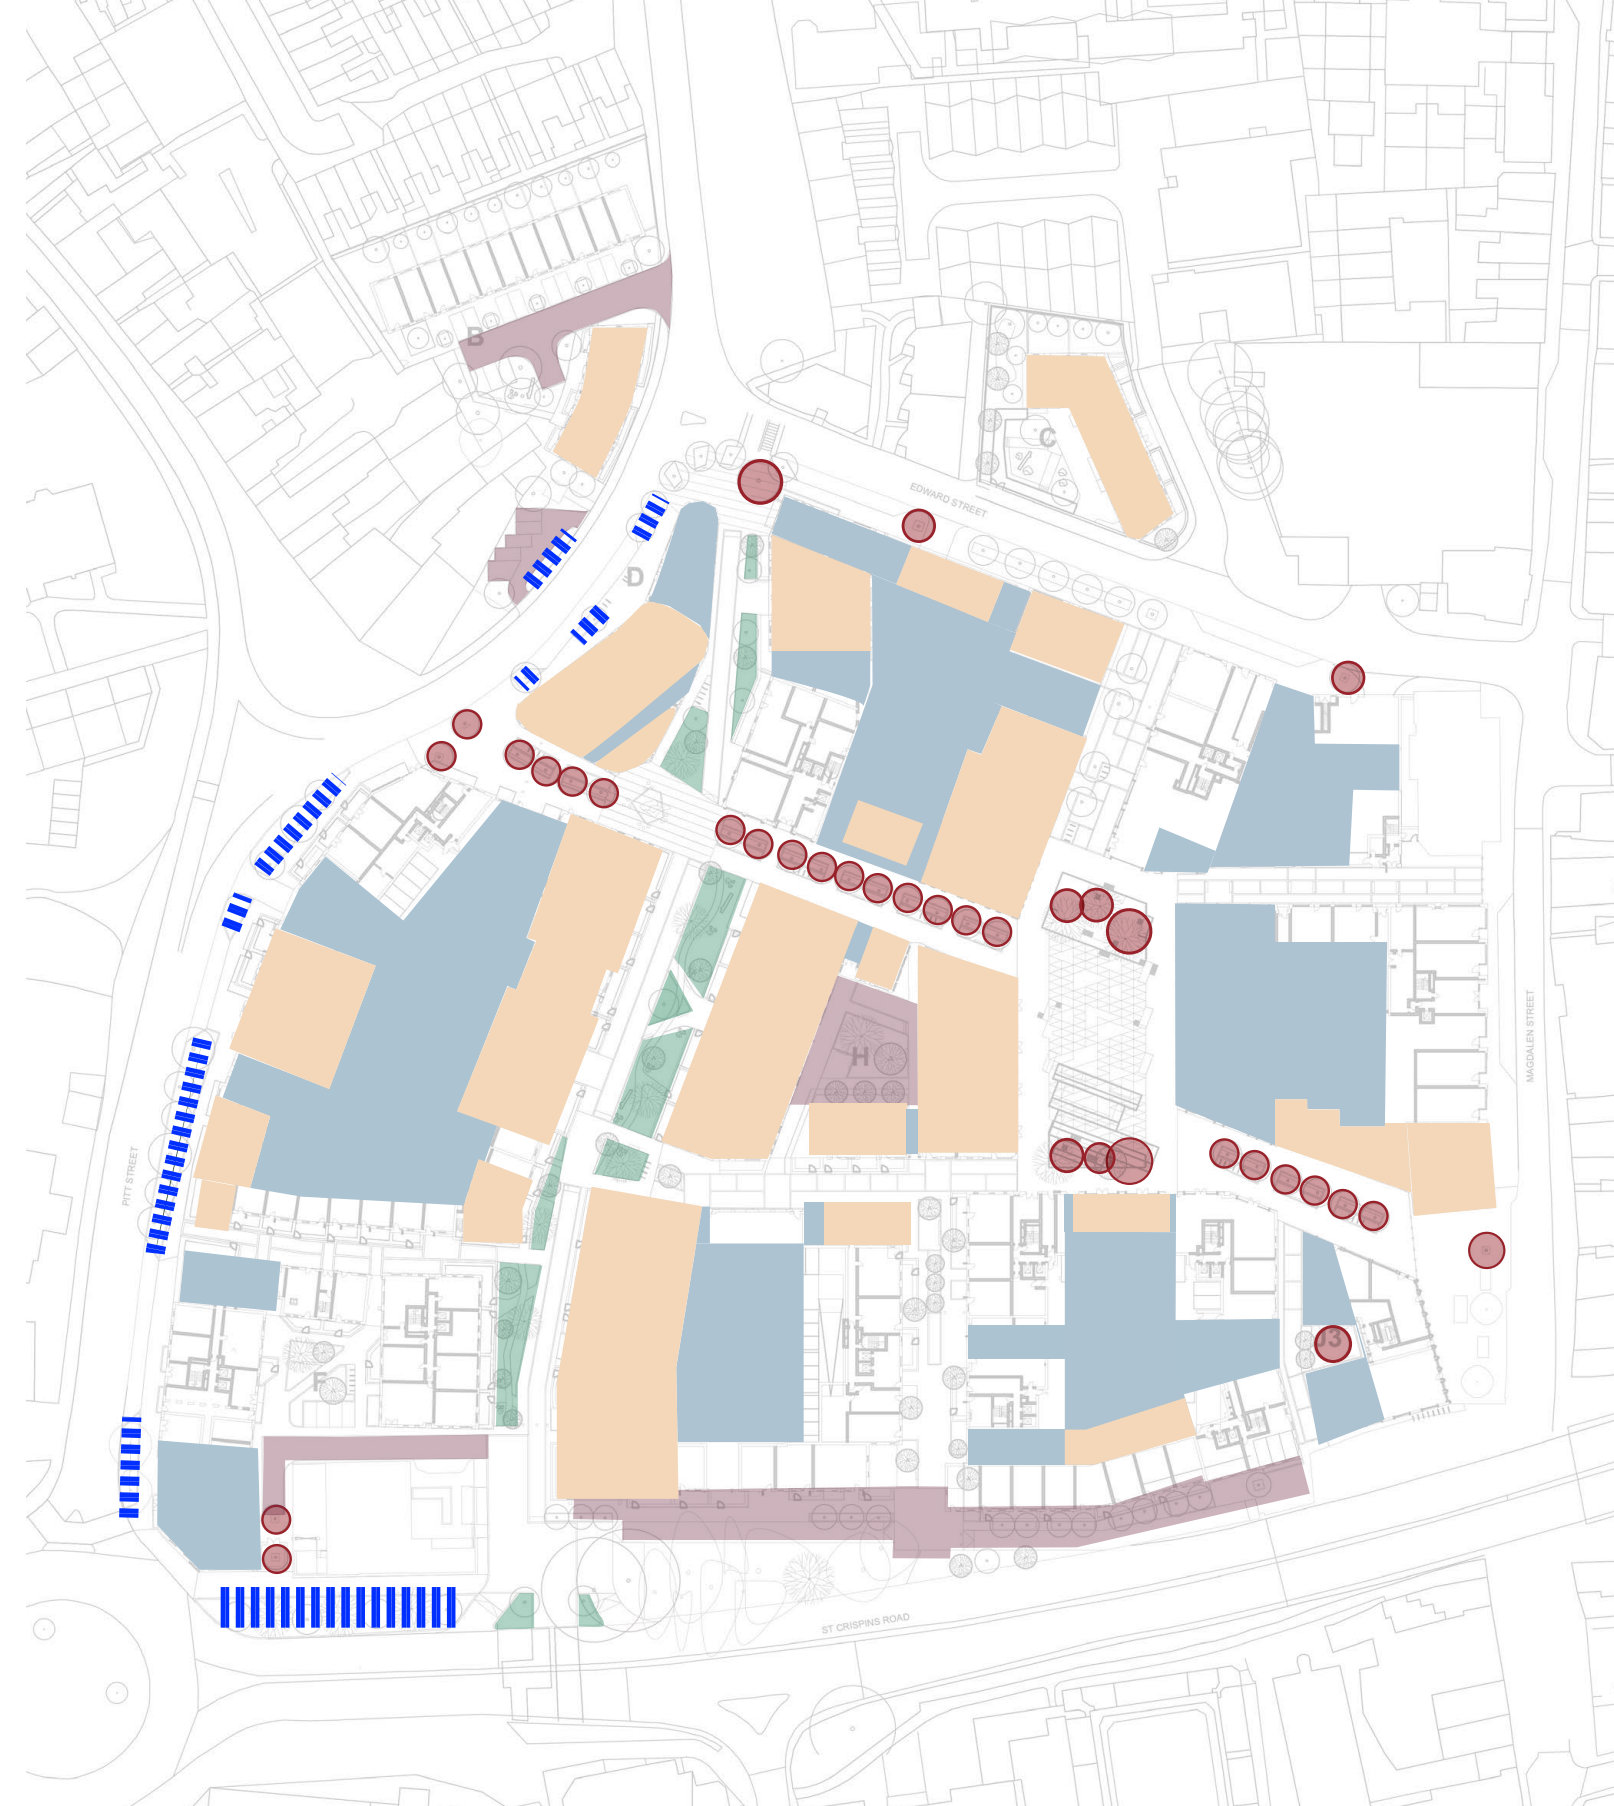 B
C
EDWARD STREET
D
H
MAGDALEN STREET
PITT STREET
J3
F
ST CRISPINS ROAD